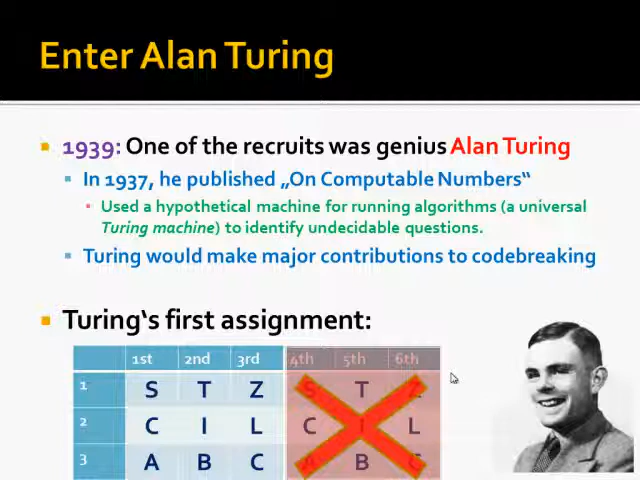 Enter Alan Turing
1939: One of the recruits was genius Alan Turing
In 1937, he published „On Computable Numbers“
Used a hypothetical machine for running algorithms (a universal
Turing machine) to identify undecidable questions.
Turing would make major contributions to codebreaking
Turing‘s first assignment:
1st 2nd 3rd 4th 5th 6th
1 S T Z S T Z
2 C I L C I L
3 A B C A B C